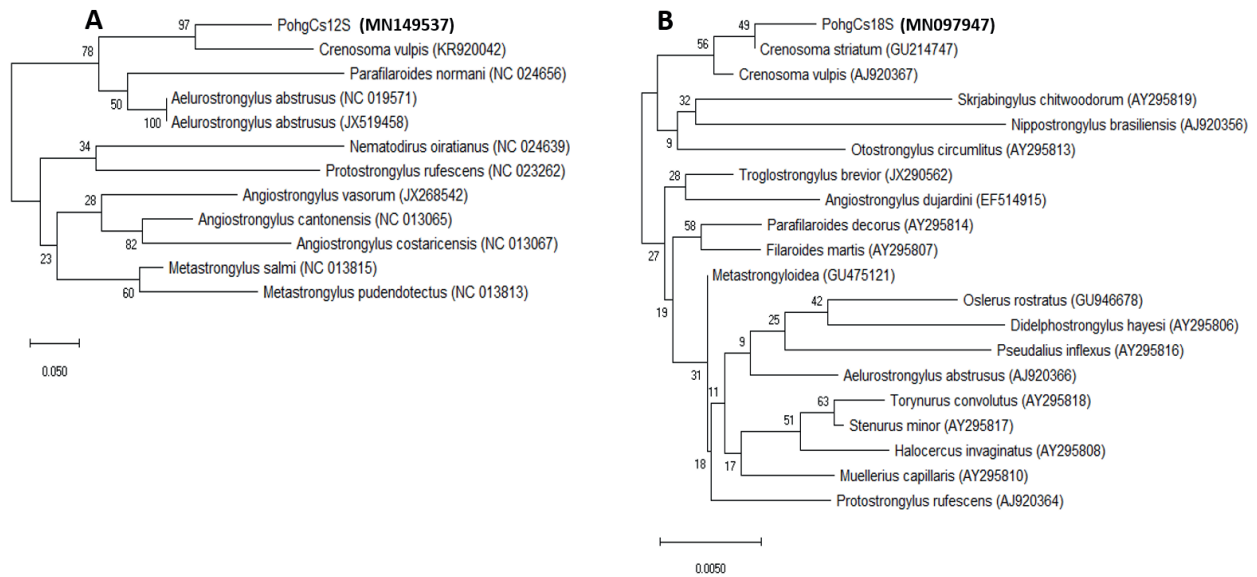 A
97
PohgCs12S (MN149537)
78
Crenosoma vulpis (KR920042)
Parafilaroides normani (NC 024656)
50
Aelurostrongylus abstrusus (NC 019571)
100
Aelurostrongylus abstrusus (JX519458)
34
Nematodirus oiratianus (NC 024639)
Protostrongylus rufescens (NC 023262)
28
Angiostrongylus vasorum (JX268542)
Angiostrongylus cantonensis (NC 013065)
82
Angiostrongylus costaricensis (NC 013067)
23
Metastrongylus salmi (NC 013815)
60
Metastrongylus pudendotectus (NC 013813)
0.050
B
49
PohgCs18S (MN097947)
56
Crenosoma striatum (GU214747)
Crenosoma vulpis (AJ920367)
32
Skrjabingylus chitwoodorum (AY295819)
Nippostrongylus brasiliensis (AJ920356)
9
Otostrongylus circumlitus (AY295813)
28
Troglostrongylus brevior (JX290562)
Angiostrongylus dujardini (EF514915)
27
58
Parafilaroides decorus (AY295814)
Filaroides martis (AY295807)
19
Metastrongyloidea (GU475121)
42
Oslerus rostratus (GU946678)
25
Didelphostrongylus hayesi (AY295806)
9
Pseudalius inflexus (AY295816)
31
Aelurostrongylus abstrusus (AJ920366)
11
63
Torynurus convolutus (AY295818)
51
Stenurus minor (AY295817)
Halocercus invaginatus (AY295808)
18
17
Muellerius capillaris (AY295810)
Protostrongylus rufescens (AJ920364)
0.0050